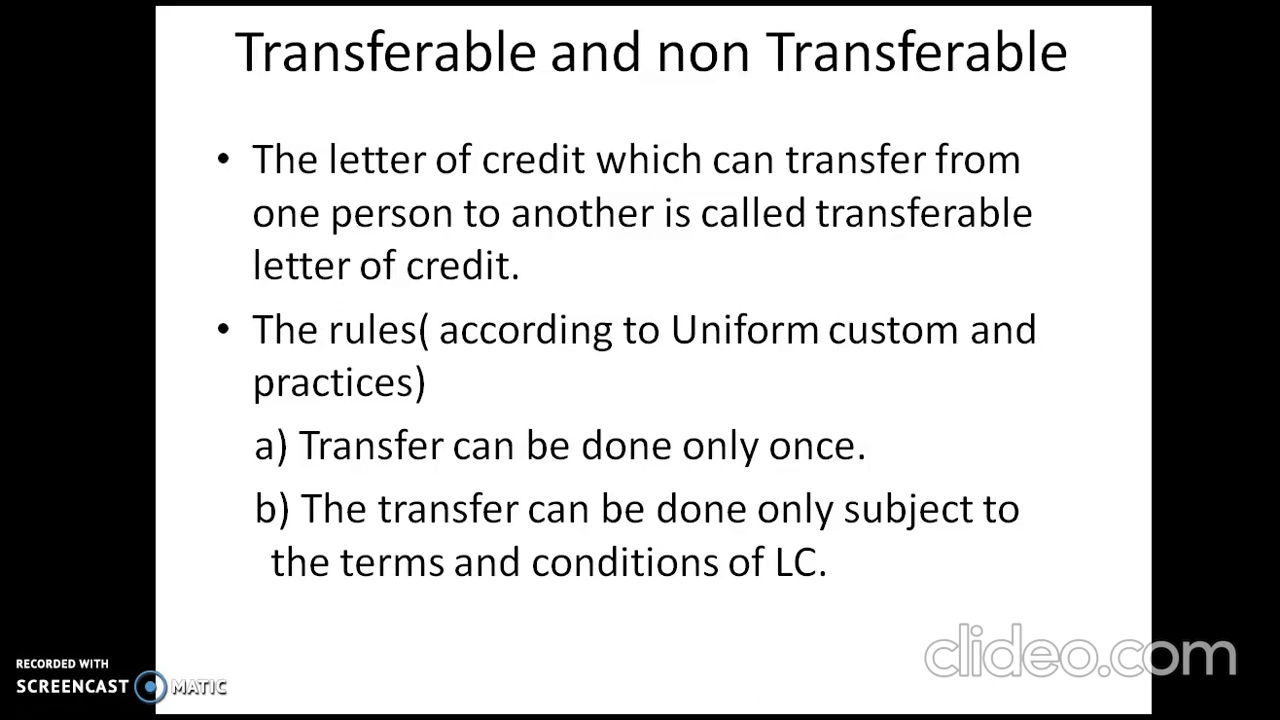 Transferable and non Transferable
• The letter of credit which can transfer from
one person to another is called transferable
letter of credit.
• The rules( according to Uniform custom and
practices)
a) Transfer can be done only once.
b) The transfer can be done only subject to
the terms and conditions of LC.
clideo.com
RECORDED WITH
SCREENCAST MATIC